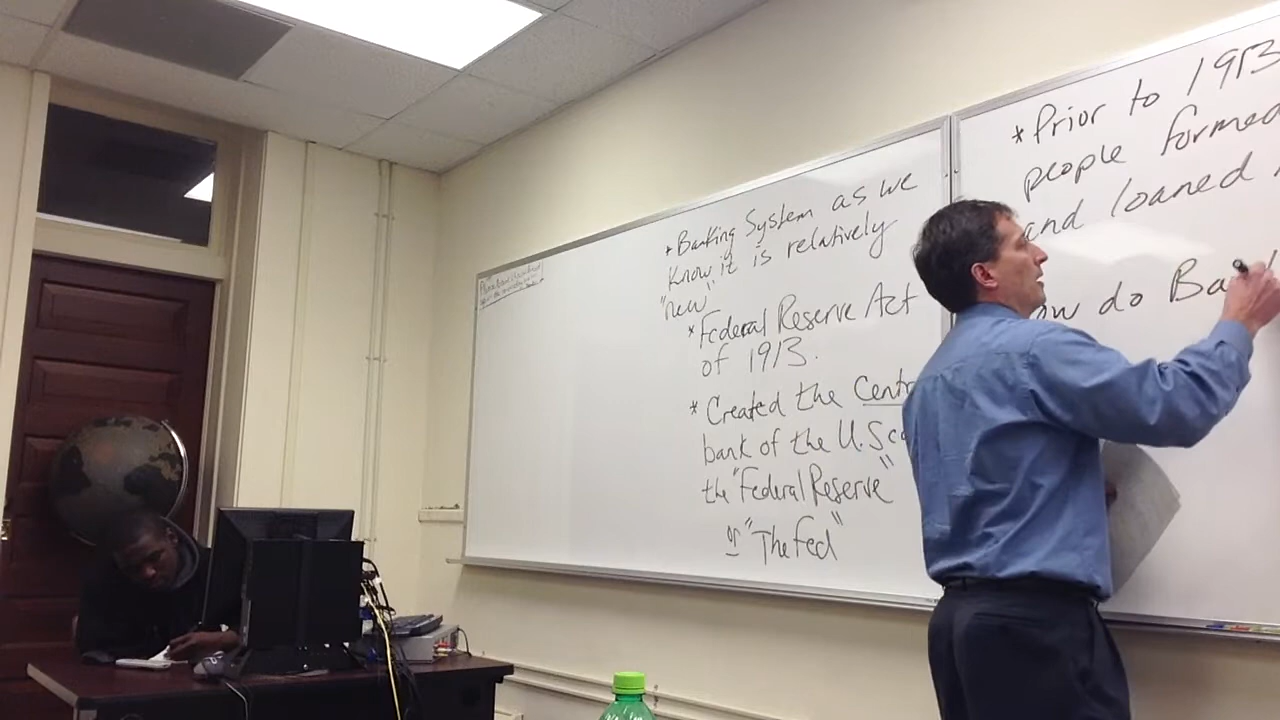 * Banking System as we
Know it is relatively
"new"
* Federal Reserve Act
of 1913.
* Created the Centr
bank of the U.S
the "Federal Reserve"
or "The Fed"
* Prior to 1913
people formed
and loaned
ow do Ba